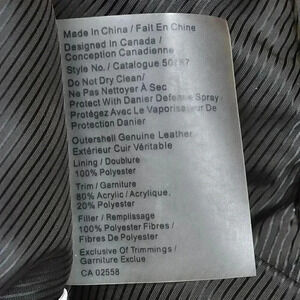 Made In China / Fait En Chine
Designed In Canada /
Conception Canadienne
Style No. / Catalogue
Do Not Dry Clean/
Ne Pas Nettoyer À Sec
Protect With Danier Defense Spray
Protégez Avec Le Vaporisateur De
Protection Danier
Outershell Genuine Leather
Extérieur Cuir Véritable
Lining / Doublure
100% Polyester
Trim / Garniture
80% Acrylic / Acrylique,
20% Polyester
Filler / Remplissage
100% Polyester Fibres /
Fibres De Polyester
Exclusive Of Trimmings /
Garniture Exclue
CA 02558